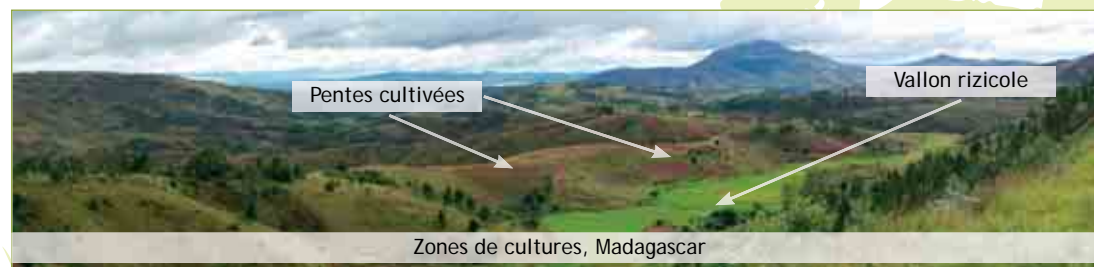 Pentes cultivées
Vallon rizicole
Zones de cultures, Madagascar